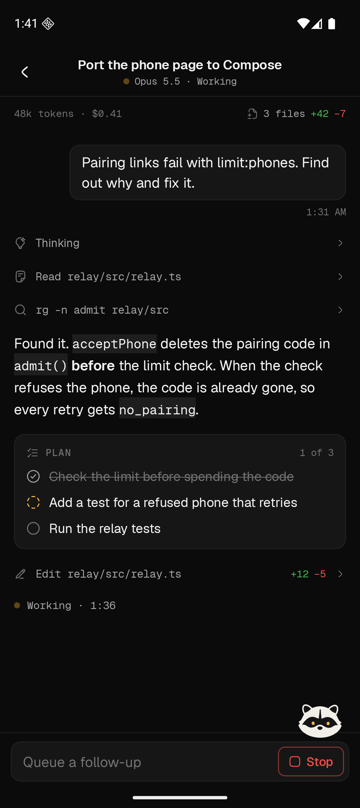 1:41
Port the phone page to Compose
Opus 5.5 · Working
48k tokens · $0.41
3 files +42 −7
Pairing links fail with limit:phones. Find
out why and fix it.
1:31 AM
Thinking
Read relay/src/relay.ts
rg -n admit relay/src
Found it. acceptPhone deletes the pairing code in
admit() before the limit check. When the check
refuses the phone, the code is already gone, so
every retry gets no_pairing.
PLAN
1 of 3
Check the limit before spending the code
Add a test for a refused phone that retries
Run the relay tests
Edit relay/src/relay.ts
+12 −5
Working · 1:36
Queue a follow-up
Stop